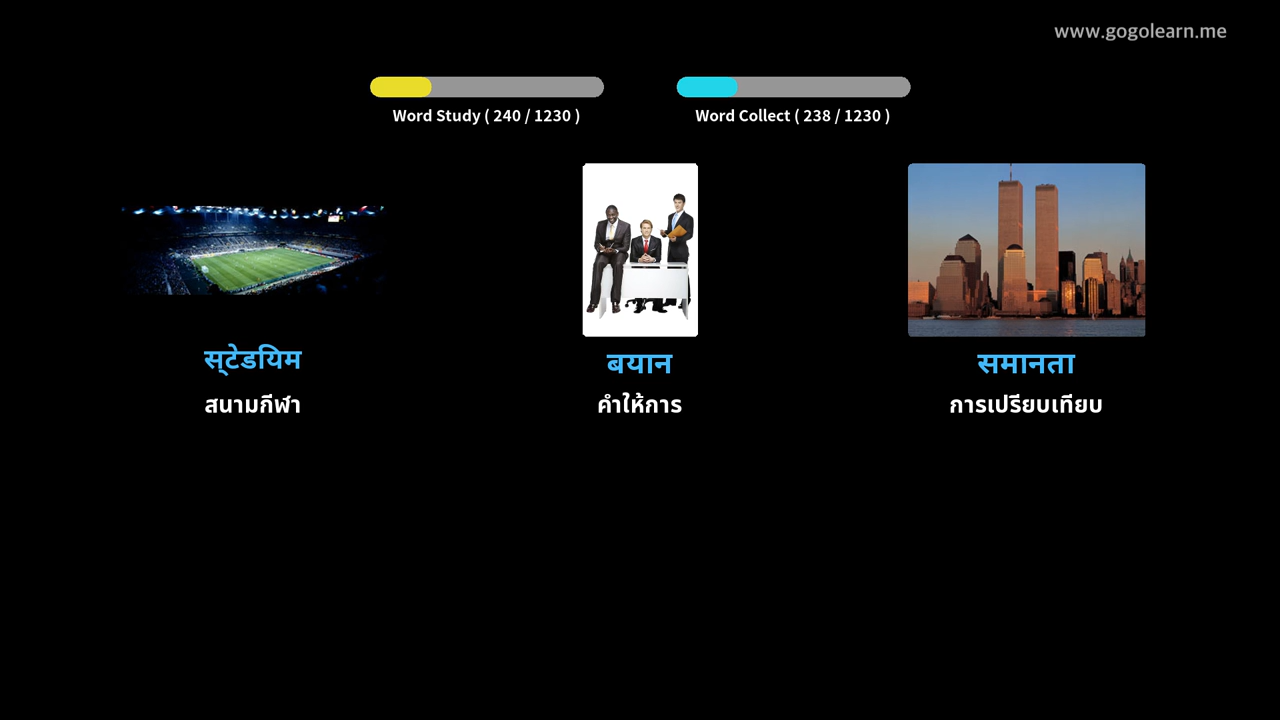 www.gogolearn.me
Word Study ( 240 / 1230 )
Word Collect ( 238 / 1230 )
स्टेडियम
สนามกีฬา
बयान
คำให้การ
समानता
การเปรียบเทียบ